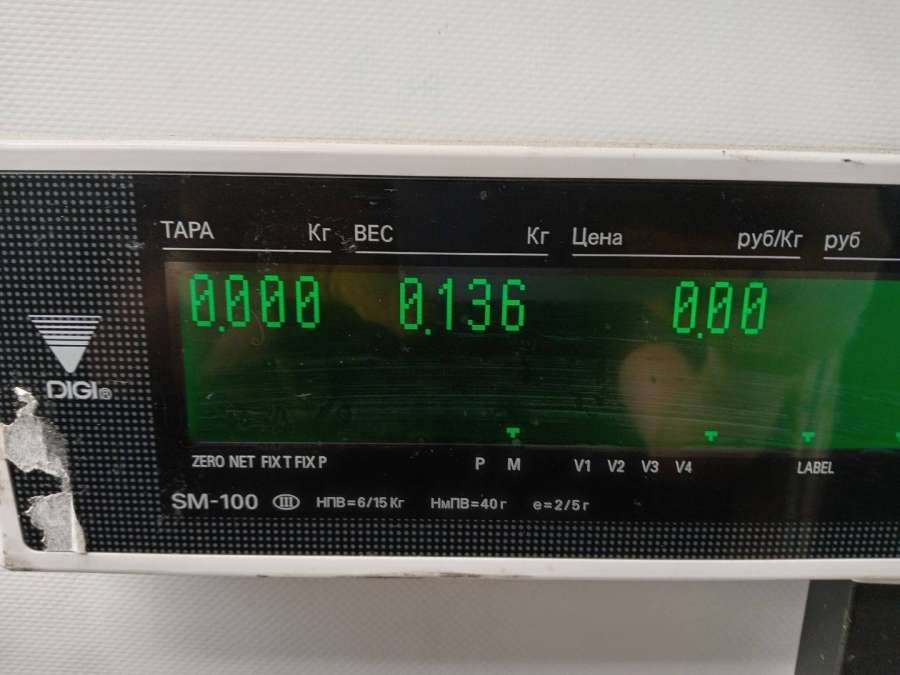 ТАРА Кг ВЕС Кг Цена руб/Кг руб
0.000 0.136 0.00
DIGI®
ZERO NET FIX T FIX P P M V1 V2 V3 V4 LABEL
SM-100 III НПВ=6/15 Кг НмПВ=40 г е=2/5 г